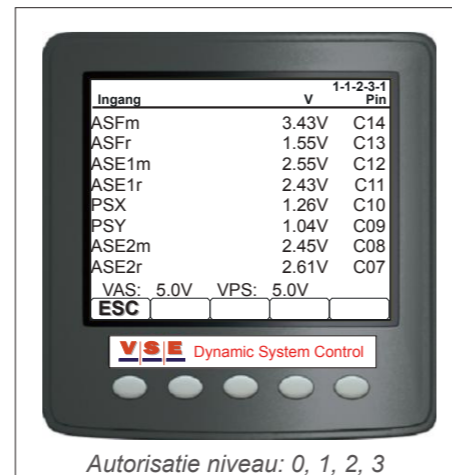 1-1-2-3-1
Ingang V Pin
ASFm 3.43V C14
ASFr 1.55V C13
ASE1m 2.55V C12
ASE1r 2.43V C11
PSX 1.26V C10
PSY 1.04V C09
ASE2m 2.45V C08
ASE2r 2.61V C07
VAS: 5.0V VPS: 5.0V
ESC
VSE Dynamic System Control
Autorisatie niveau: 0, 1, 2, 3